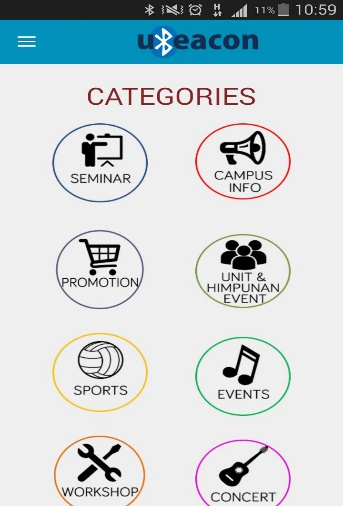 H
11% 10:59
uBeacon
CATEGORIES
SEMINAR
CAMPUS
INFO
PROMOTION
UNIT &
HIMPUNAN
EVENT
SPORTS
EVENTS
WORKSHOP
CONCERT